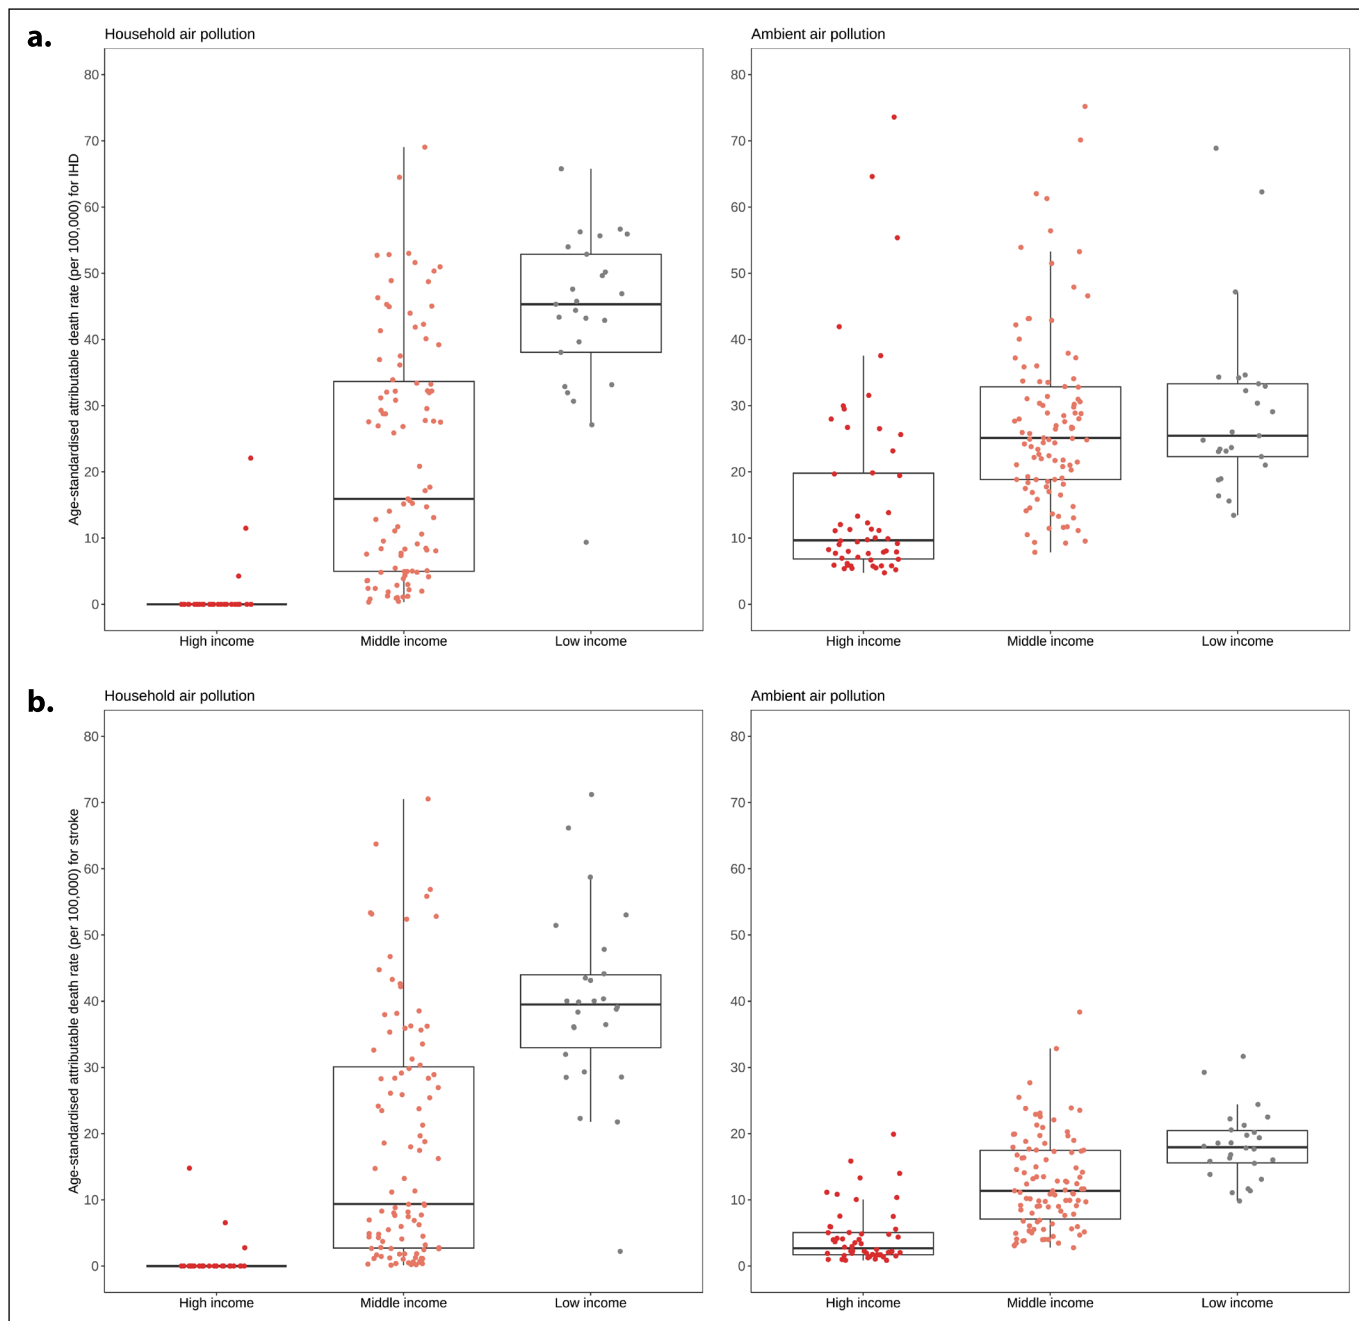 a.
Household air pollution
Ambient air pollution
Age-standardised attributable death rate (per 100,000) for IHD
80
70
60
50
40
30
20
10
0
High income
Middle income
Low income
80
70
60
50
40
30
20
10
0
High income
Middle income
Low income
b.
Household air pollution
Ambient air pollution
Age-standardised attributable death rate (per 100,000) for stroke
80
70
60
50
40
30
20
10
0
High income
Middle income
Low income
80
70
60
50
40
30
20
10
0
High income
Middle income
Low income